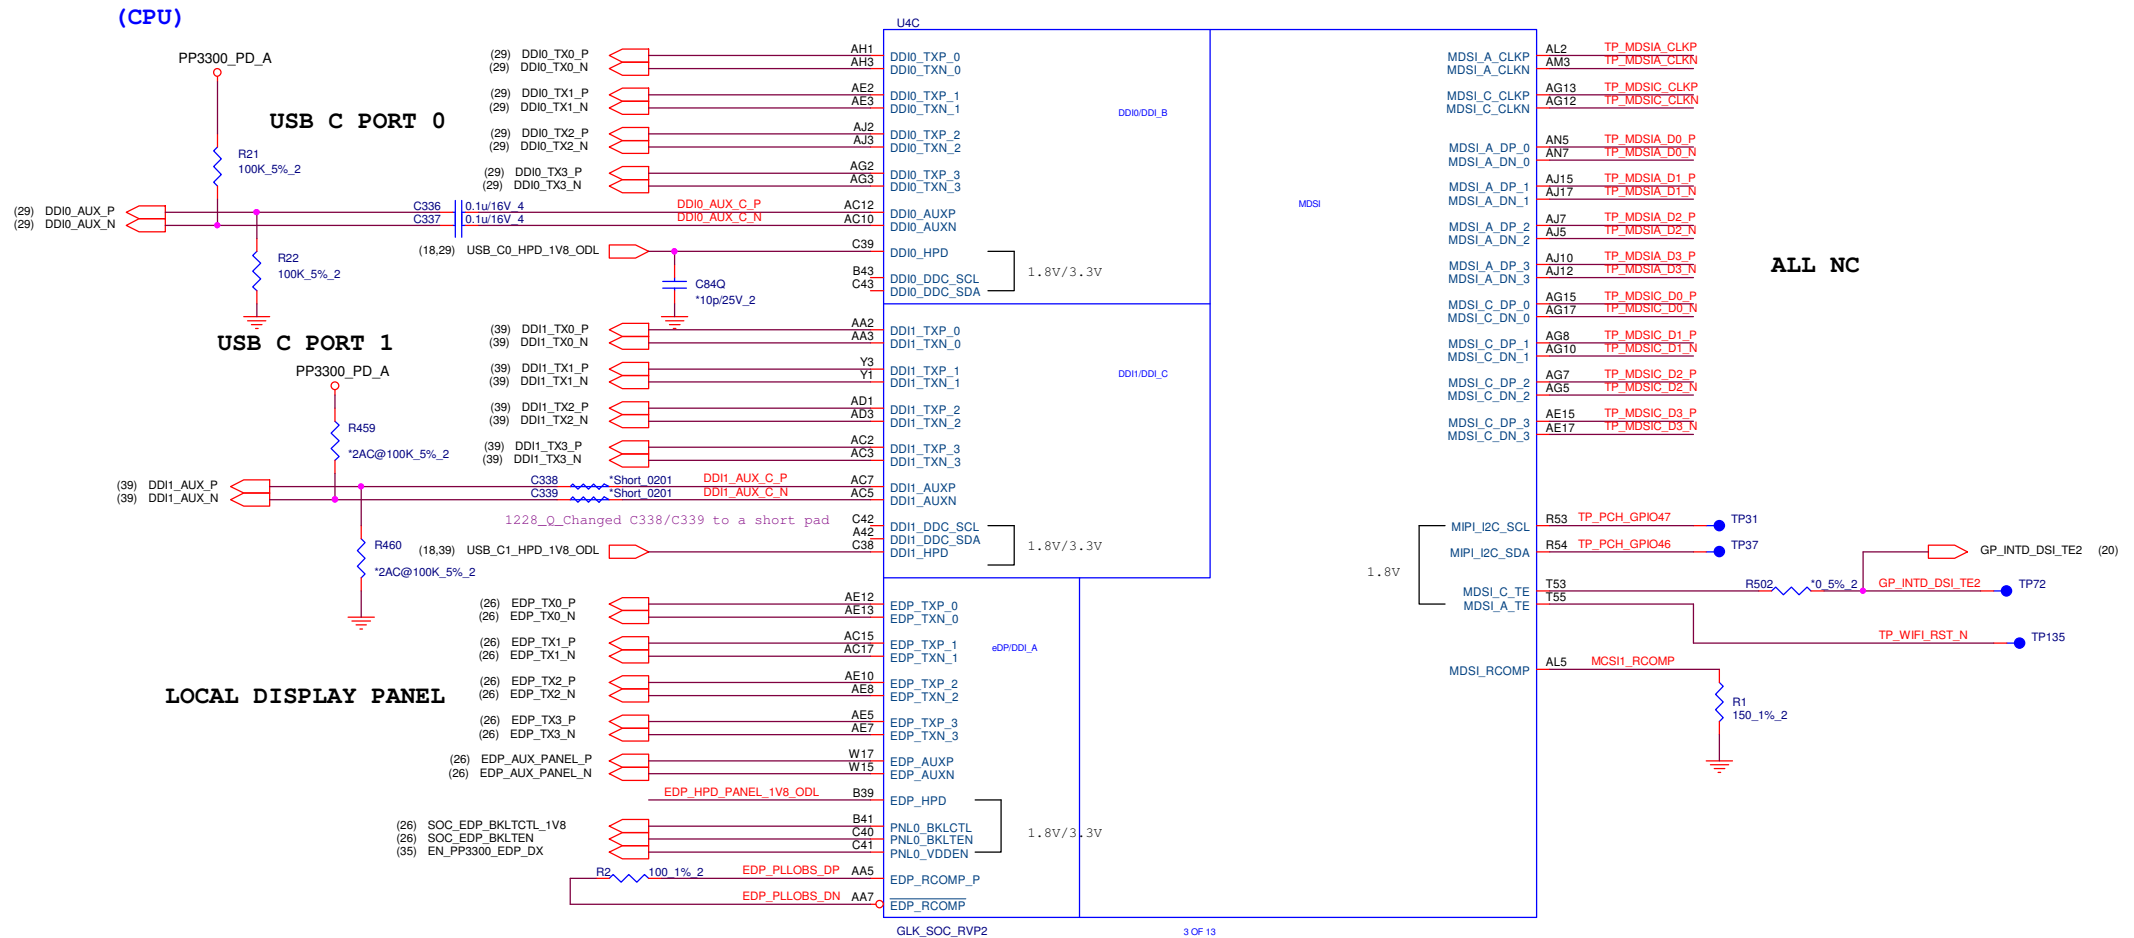 (CPU)
U4C
PP3300_PD_A
USB C PORT 0
R21
100K_5%_2
(29) DDI0_AUX_P
(29) DDI0_AUX_N
R22
100K_5%_2
C336 0.1u/16V_4 DDI0_AUX_C_P
C337 0.1u/16V_4 DDI0_AUX_C_N
(29) DDI0_TX0_P AH1 DDI0_TXP_0
(29) DDI0_TX0_N AH3 DDI0_TXN_0
(29) DDI0_TX1_P AE2 DDI0_TXP_1
(29) DDI0_TX1_N AE3 DDI0_TXN_1
(29) DDI0_TX2_P AJ2 DDI0_TXP_2
(29) DDI0_TX2_N AJ3 DDI0_TXN_2
(29) DDI0_TX3_P AG2 DDI0_TXP_3
(29) DDI0_TX3_N AG3 DDI0_TXN_3
AC12 DDI0_AUXP
AC10 DDI0_AUXN
(18,29) USB_C0_HPD_1V8_ODL C39 DDI0_HPD
B43 DDI0_DDC_SCL
C43 DDI0_DDC_SDA
1.8V/3.3V
C84Q
*10p/25V_2
DDI0/DDI_B
USB C PORT 1
PP3300_PD_A
R459
*2AC@100K_5%_2
(39) DDI1_AUX_P
(39) DDI1_AUX_N
R460
*2AC@100K_5%_2
(39) DDI1_TX0_P AA2 DDI1_TXP_0
(39) DDI1_TX0_N AA3 DDI1_TXN_0
(39) DDI1_TX1_P Y3 DDI1_TXP_1
(39) DDI1_TX1_N Y1 DDI1_TXN_1
(39) DDI1_TX2_P AD1 DDI1_TXP_2
(39) DDI1_TX2_N AD3 DDI1_TXN_2
(39) DDI1_TX3_P AC2 DDI1_TXP_3
(39) DDI1_TX3_N AC3 DDI1_TXN_3
C338 *Short_0201 DDI1_AUX_C_P AC7 DDI1_AUXP
C339 *Short_0201 DDI1_AUX_C_N AC5 DDI1_AUXN
1228_Q_Changed C338/C339 to a short pad
C42 DDI1_DDC_SCL
A42 DDI1_DDC_SDA
(18,39) USB_C1_HPD_1V8_ODL C38 DDI1_HPD
1.8V/3.3V
DDI1/DDI_C
LOCAL DISPLAY PANEL
(26) EDP_TX0_P AE12 EDP_TXP_0
(26) EDP_TX0_N AE13 EDP_TXN_0
(26) EDP_TX1_P AC15 EDP_TXP_1
(26) EDP_TX1_N AC17 EDP_TXN_1
(26) EDP_TX2_P AE10 EDP_TXP_2
(26) EDP_TX2_N AE8 EDP_TXN_2
(26) EDP_TX3_P AE5 EDP_TXP_3
(26) EDP_TX3_N AE7 EDP_TXN_3
(26) EDP_AUX_PANEL_P W17 EDP_AUXP
(26) EDP_AUX_PANEL_N W15 EDP_AUXN
EDP_HPD_PANEL_1V8_ODL B39 EDP_HPD
(26) SOC_EDP_BKLTCTL_1V8 B41 PNL0_BKLCTL
(26) SOC_EDP_BKLTEN C40 PNL0_BKLTEN
(35) EN_PP3300_EDP_DX C41 PNL0_VDDEN
1.8V/3.3V
R2 100_1%_2 EDP_PLLOBS_DP AA5 EDP_RCOMP_P
EDP_PLLOBS_DN AA7 EDP_RCOMP
eDP/DDI_A
MDSI
MDSI_A_CLKP AL2 TP_MDSIA_CLKP
MDSI_A_CLKN AM3 TP_MDSIA_CLKN
MDSI_C_CLKP AG13 TP_MDSIC_CLKP
MDSI_C_CLKN AG12 TP_MDSIC_CLKN
MDSI_A_DP_0 AN5 TP_MDSIA_D0_P
MDSI_A_DN_0 AN7 TP_MDSIA_D0_N
MDSI_A_DP_1 AJ15 TP_MDSIA_D1_P
MDSI_A_DN_1 AJ17 TP_MDSIA_D1_N
MDSI_A_DP_2 AJ7 TP_MDSIA_D2_P
MDSI_A_DN_2 AJ5 TP_MDSIA_D2_N
MDSI_A_DP_3 AJ10 TP_MDSIA_D3_P
MDSI_A_DN_3 AJ12 TP_MDSIA_D3_N
MDSI_C_DP_0 AG15 TP_MDSIC_D0_P
MDSI_C_DN_0 AG17 TP_MDSIC_D0_N
MDSI_C_DP_1 AG8 TP_MDSIC_D1_P
MDSI_C_DN_1 AG10 TP_MDSIC_D1_N
MDSI_C_DP_2 AG7 TP_MDSIC_D2_P
MDSI_C_DN_2 AG5 TP_MDSIC_D2_N
MDSI_C_DP_3 AE15 TP_MDSIC_D3_P
MDSI_C_DN_3 AE17 TP_MDSIC_D3_N
ALL NC
MIPI_I2C_SCL R53 TP_PCH_GPIO47 TP31
MIPI_I2C_SDA R54 TP_PCH_GPIO46 TP37
GP_INTD_DSI_TE2 (20)
1.8V
MDSI_C_TE T53 R502 *0_5%_2 GP_INTD_DSI_TE2 TP72
MDSI_A_TE T55
TP_WIFI_RST_N TP135
MDSI_RCOMP AL5 MCSI1_RCOMP
R1
150_1%_2
GLK_SOC_RVP2
3 OF 13